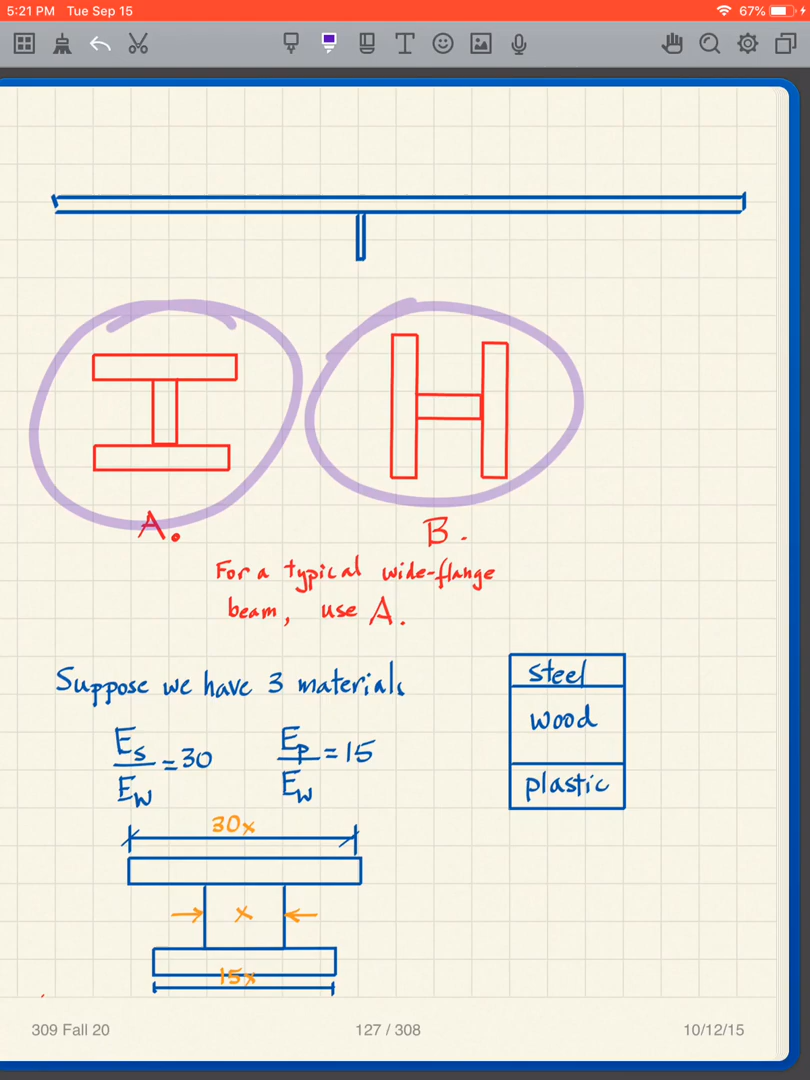 5:21 PM Tue Sep 15 67%
T
A.
B.
For a typical wide-flange
beam, use A.
Suppose we have 3 materials
steel
wood
plastic
Es/Ew = 30 Ep/Ew = 15
30x
x
15x
309 Fall 20 127 / 308 10/12/15